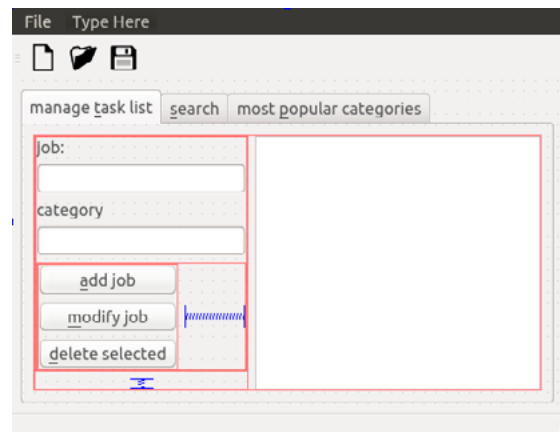 File Type Here
manage task list search most popular categories
job:
category
add job
modify job
delete selected